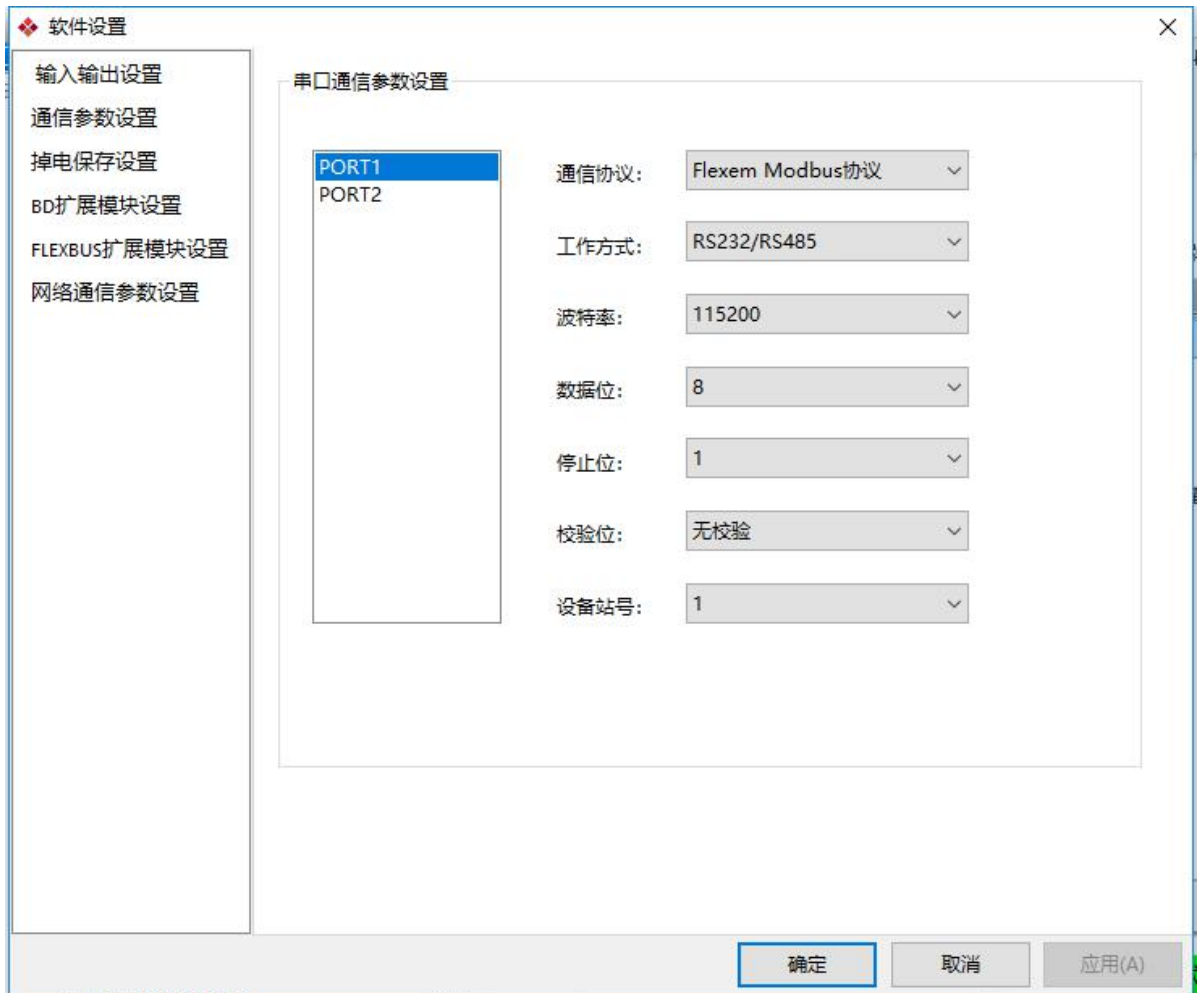 软件设置
输入输出设置
通信参数设置
掉电保存设置
BD扩展模块设置
FLEXBUS扩展模块设置
网络通信参数设置
串口通信参数设置
PORT1
PORT2
通信协议： Flexem Modbus协议
工作方式： RS232/RS485
波特率： 115200
数据位： 8
停止位： 1
校验位： 无校验
设备站号： 1
确定 取消 应用(A)